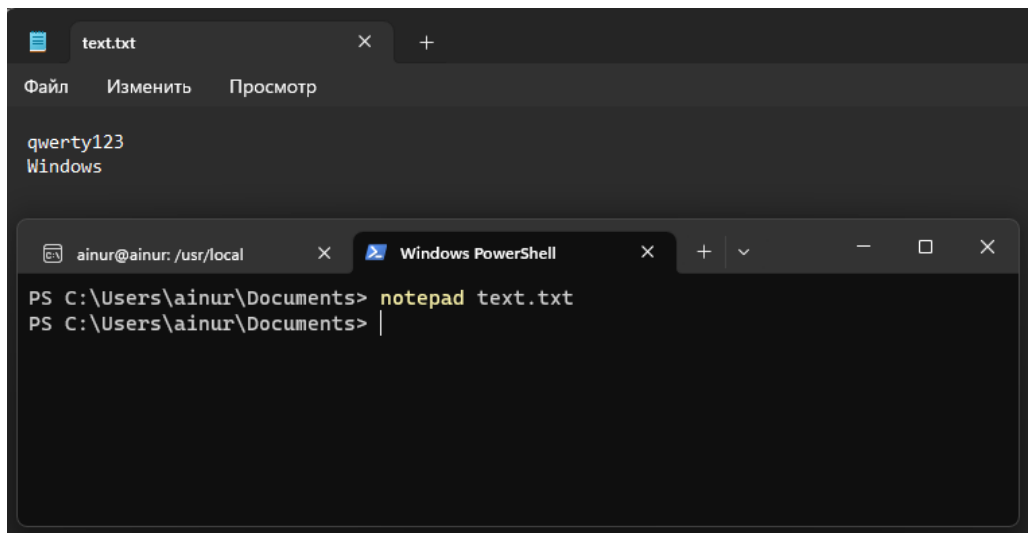 text.txt
Файл Изменить Просмотр
qwerty123
Windows
ainur@ainur: /usr/local Windows PowerShell
PS C:\Users\ainur\Documents> notepad text.txt
PS C:\Users\ainur\Documents>